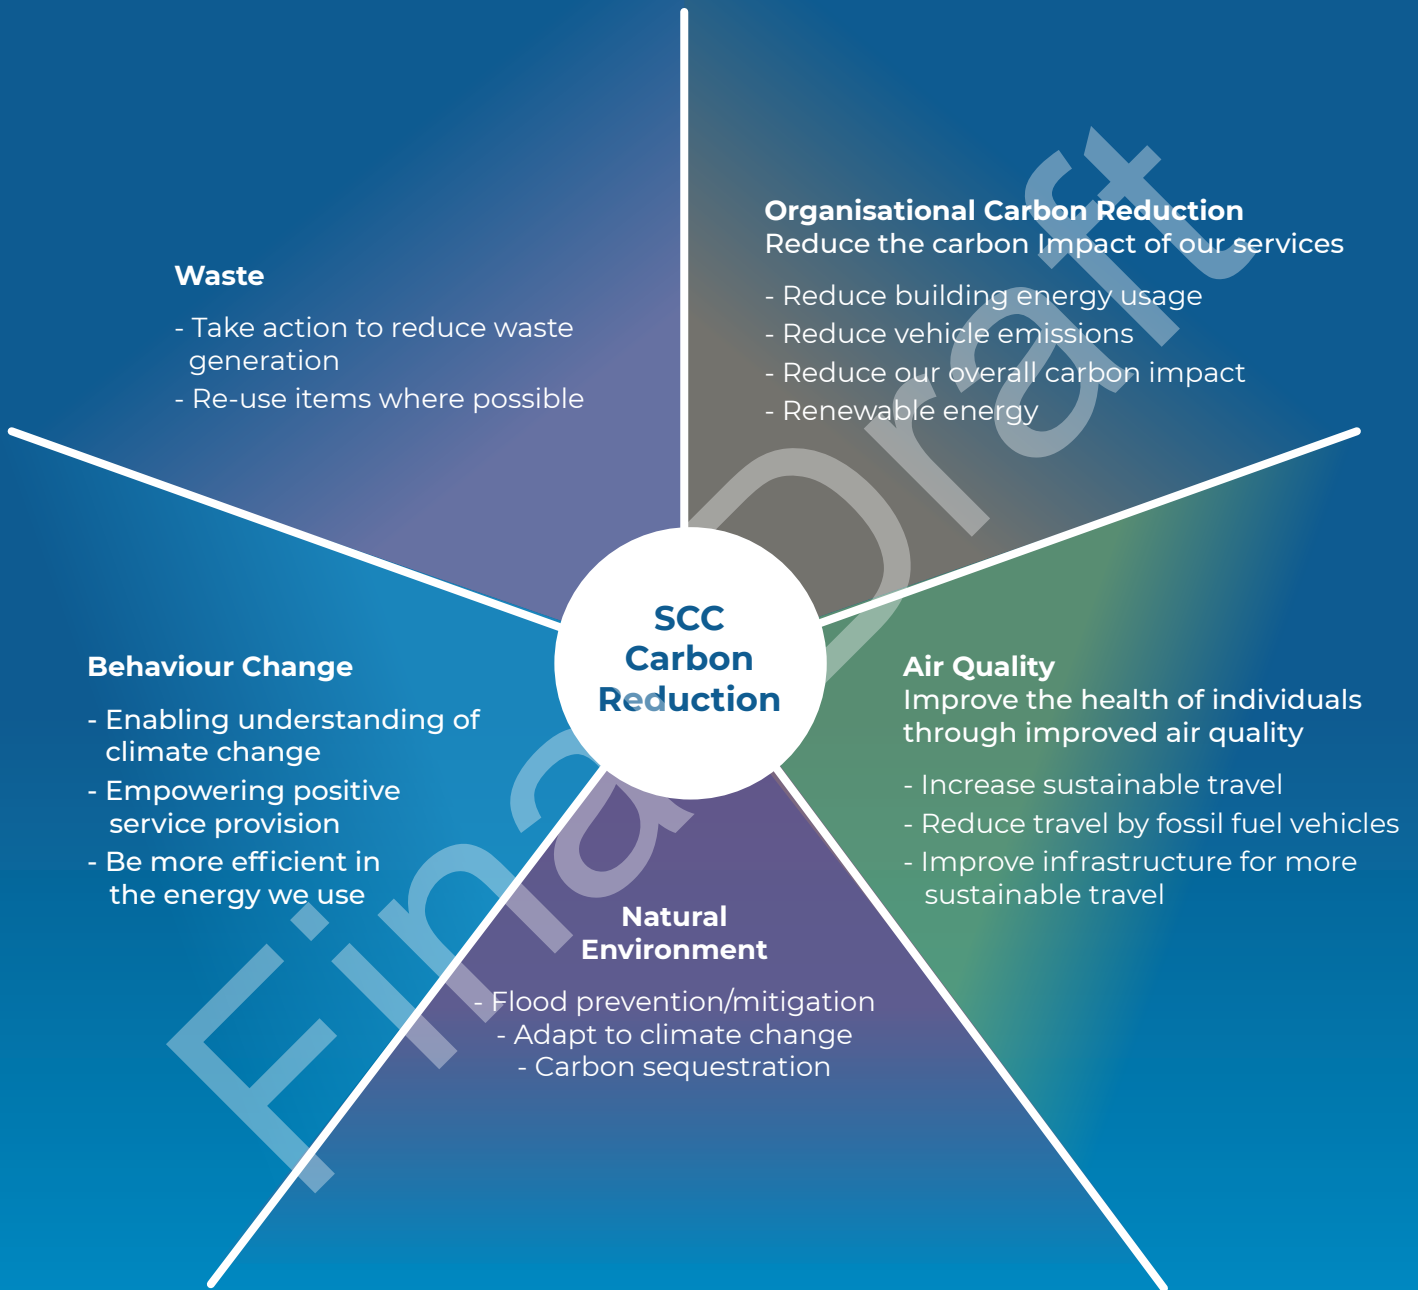 Waste
- Take action to reduce waste
generation
- Re-use items where possible
Organisational Carbon Reduction
Reduce the carbon Impact of our services
- Reduce building energy usage
- Reduce vehicle emissions
- Reduce our overall carbon impact
- Renewable energy
SCC
Carbon
Reduction
Behaviour Change
- Enabling understanding of
climate change
- Empowering positive
service provision
- Be more efficient in
the energy we use
Air Quality
Improve the health of individuals
through improved air quality
- Increase sustainable travel
- Reduce travel by fossil fuel vehicles
- Improve infrastructure for more
sustainable travel
Natural
Environment
- Flood prevention/mitigation
- Adapt to climate change
- Carbon sequestration
Final Draft